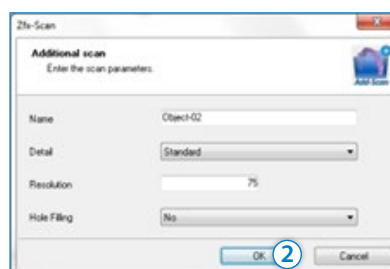 Zfx-Scan
Additional scan
Enter the scan parameters.
Add-Scan
Name Object-02
Detail Standard
Resolution 75
Hole Filling No
OK 2 Cancel